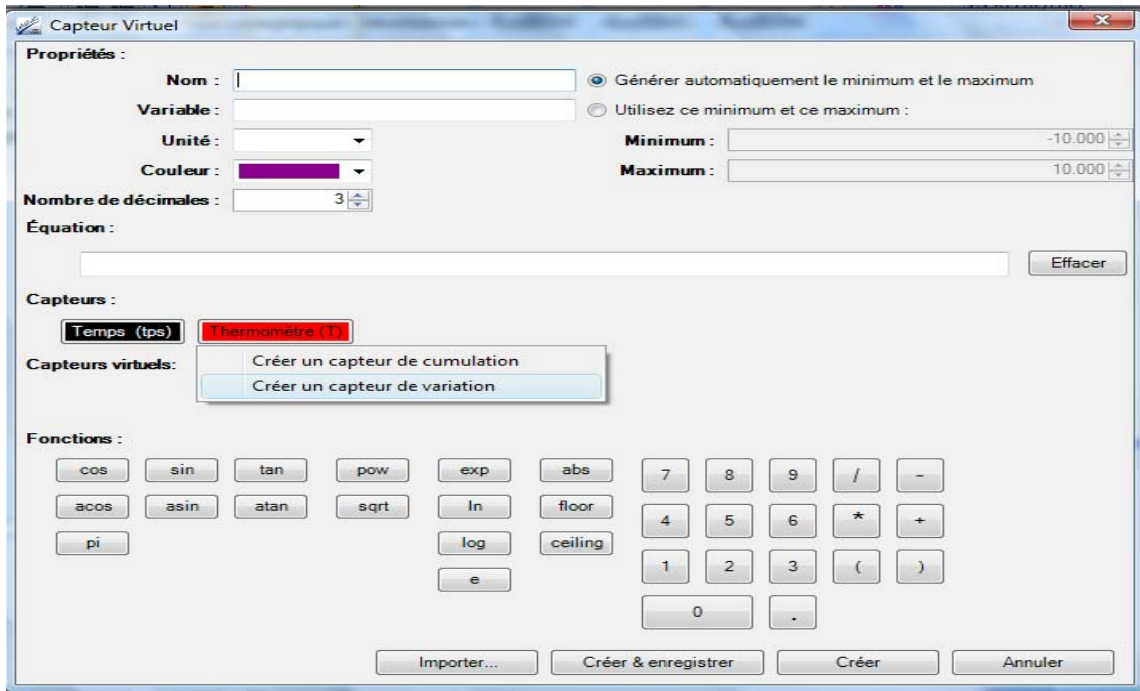 Capteur Virtuel
Propriétés :
Nom :
Générer automatiquement le minimum et le maximum
Variable :
Utilisez ce minimum et ce maximum :
Unité :
Minimum :
-10.000
Couleur :
Maximum :
10.000
Nombre de décimales :
3
Équation :
Effacer
Capteurs :
Temps (tps)
Thermomètre (T)
Capteurs virtuels:
Créer un capteur de cumulation
Créer un capteur de variation
Fonctions :
cos sin tan pow exp abs 7 8 9 / -
acos asin atan sqrt ln floor 4 5 6 * +
pi log ceiling 1 2 3 ( )
e 0 .
Importer... Créer & enregistrer Créer Annuler